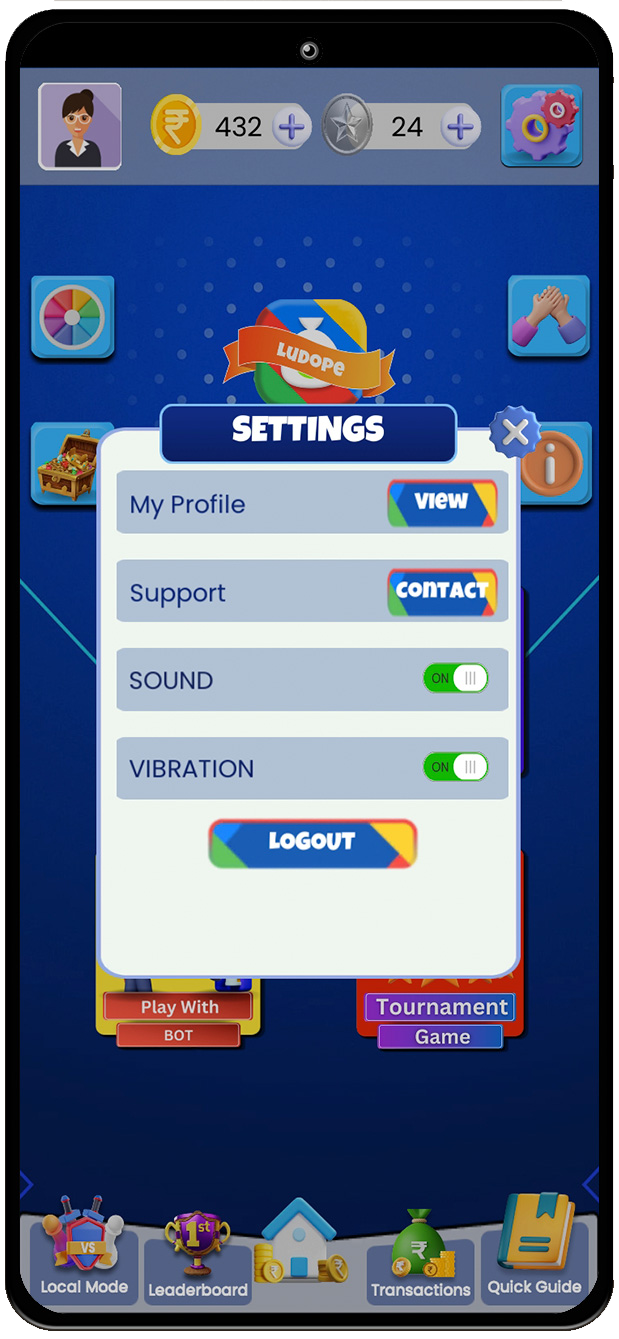 432
24
LUDOPE
SETTINGS
My Profile
VIEW
Support
CONTACT
SOUND
ON
VIBRATION
ON
LOGOUT
Play With
BOT
Tournament
Game
1st
VS
Local Mode
Leaderboard
Transactions
Quick Guide